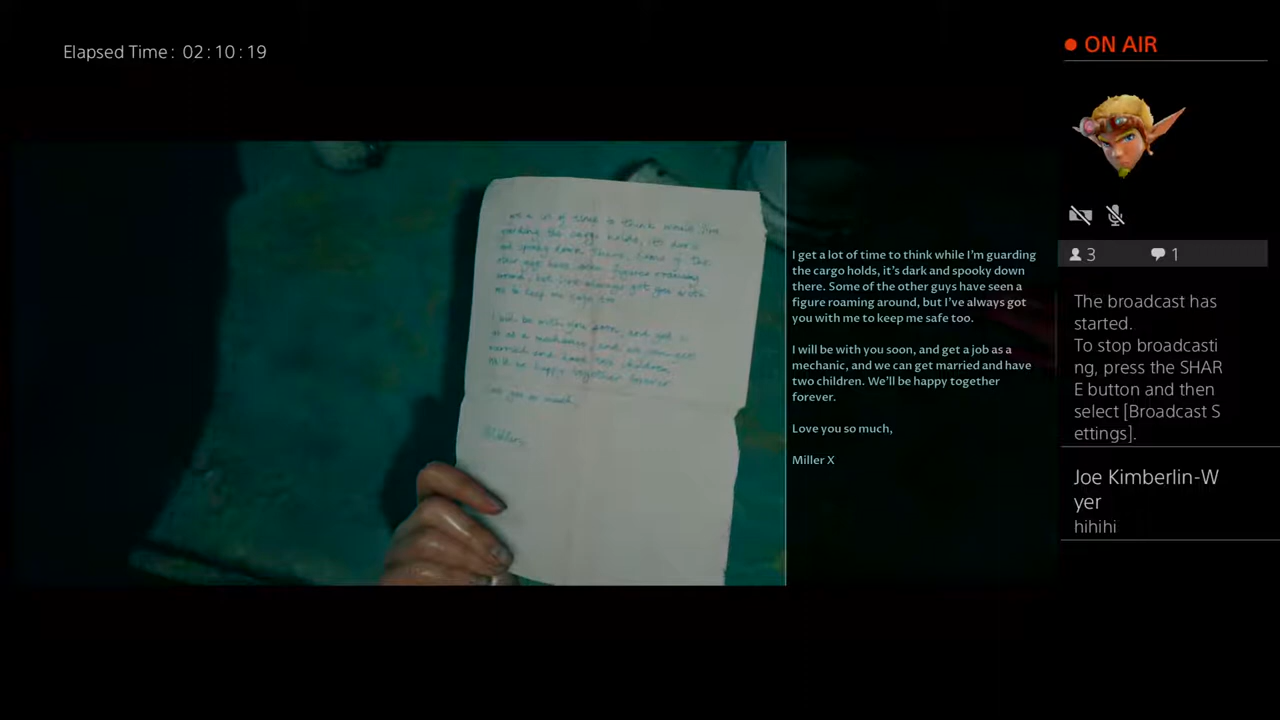 Elapsed Time: 02:10:19
ON AIR
3
1
The broadcast has
started.
To stop broadcasti
ng, press the SHAR
E button and then
select [Broadcast S
ettings].
Joe Kimberlin-W
yer
hihihi
I get a lot of time to think while I'm guarding
the cargo holds, it's dark and spooky down
there. Some of the other guys have seen a
figure roaming around, but I've always got
you with me to keep me safe too.
I will be with you soon, and get a job as a
mechanic, and we can get married and have
two children. We'll be happy together
forever.
Love you so much,
Miller X